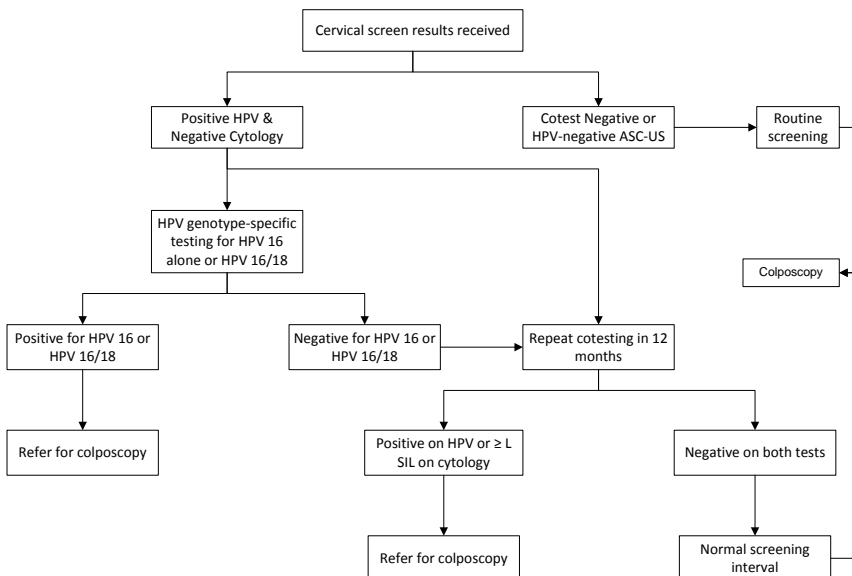 Cervical screen results received
Positive HPV &
Negative Cytology
Cotest Negative or
HPV-negative ASC-US
Routine
screening
HPV genotype-specific
testing for HPV 16
alone or HPV 16/18
Colposcopy
Positive for HPV 16 or
HPV 16/18
Negative for HPV 16 or
HPV 16/18
Repeat cotesting in 12
months
Refer for colposcopy
Positive on HPV or ≥ L
SIL on cytology
Negative on both tests
Refer for colposcopy
Normal screening
interval